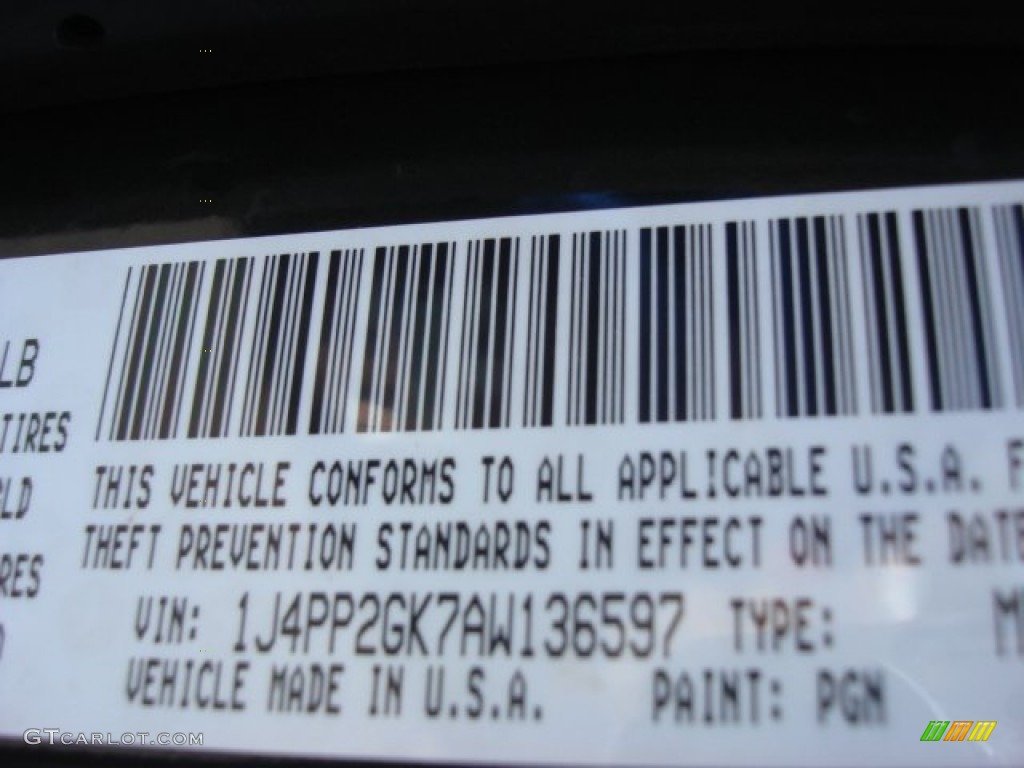 LB
TIRES
LD
RES
THIS VEHICLE CONFORMS TO ALL APPLICABLE U.S.A. F
THEFT PREVENTION STANDARDS IN EFFECT ON THE DATE
VIN: 1J4PP2GK7AW136597 TYPE: M
VEHICLE MADE IN U.S.A. PAINT: PGN
GTCARLOT.COM